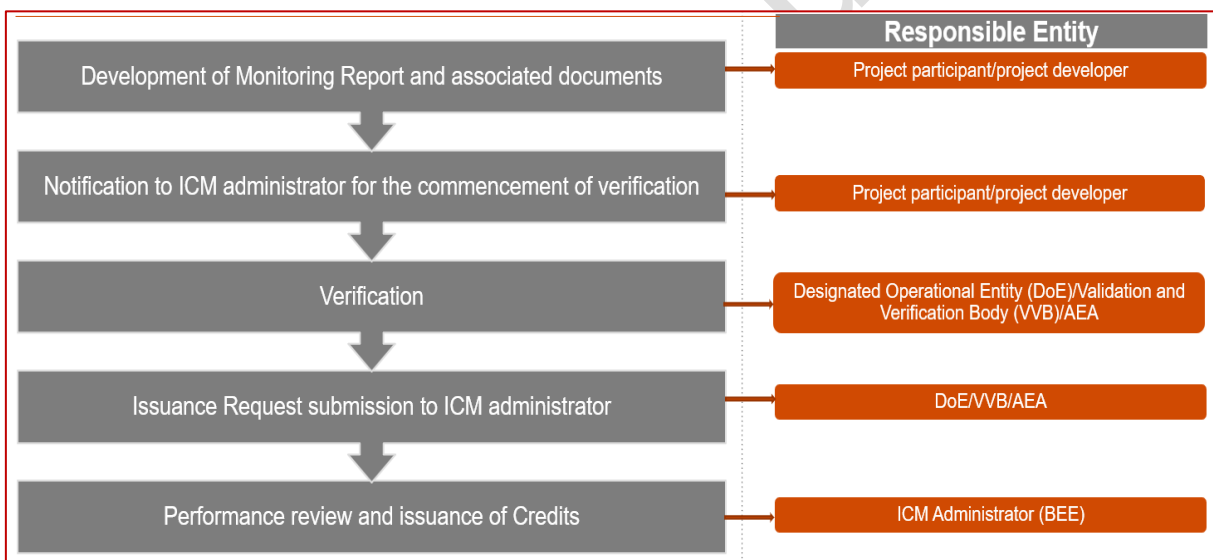 Responsible Entity
Development of Monitoring Report and associated documents
Project participant/project developer
Notification to ICM administrator for the commencement of verification
Project participant/project developer
Verification
Designated Operational Entity (DoE)/Validation and
Verification Body (VVB)/AEA
Issuance Request submission to ICM administrator
DoE/VVB/AEA
Performance review and issuance of Credits
ICM Administrator (BEE)